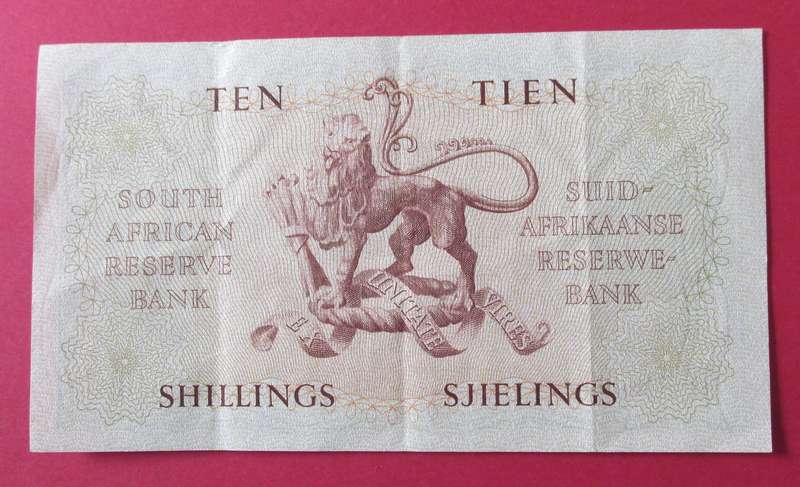 TEN TIEN
SOUTH
AFRICAN
RESERVE
BANK
SUID-
AFRIKAANSE
RESERWE-
BANK
EX UNITATE VIRES
SHILLINGS SJIELINGS